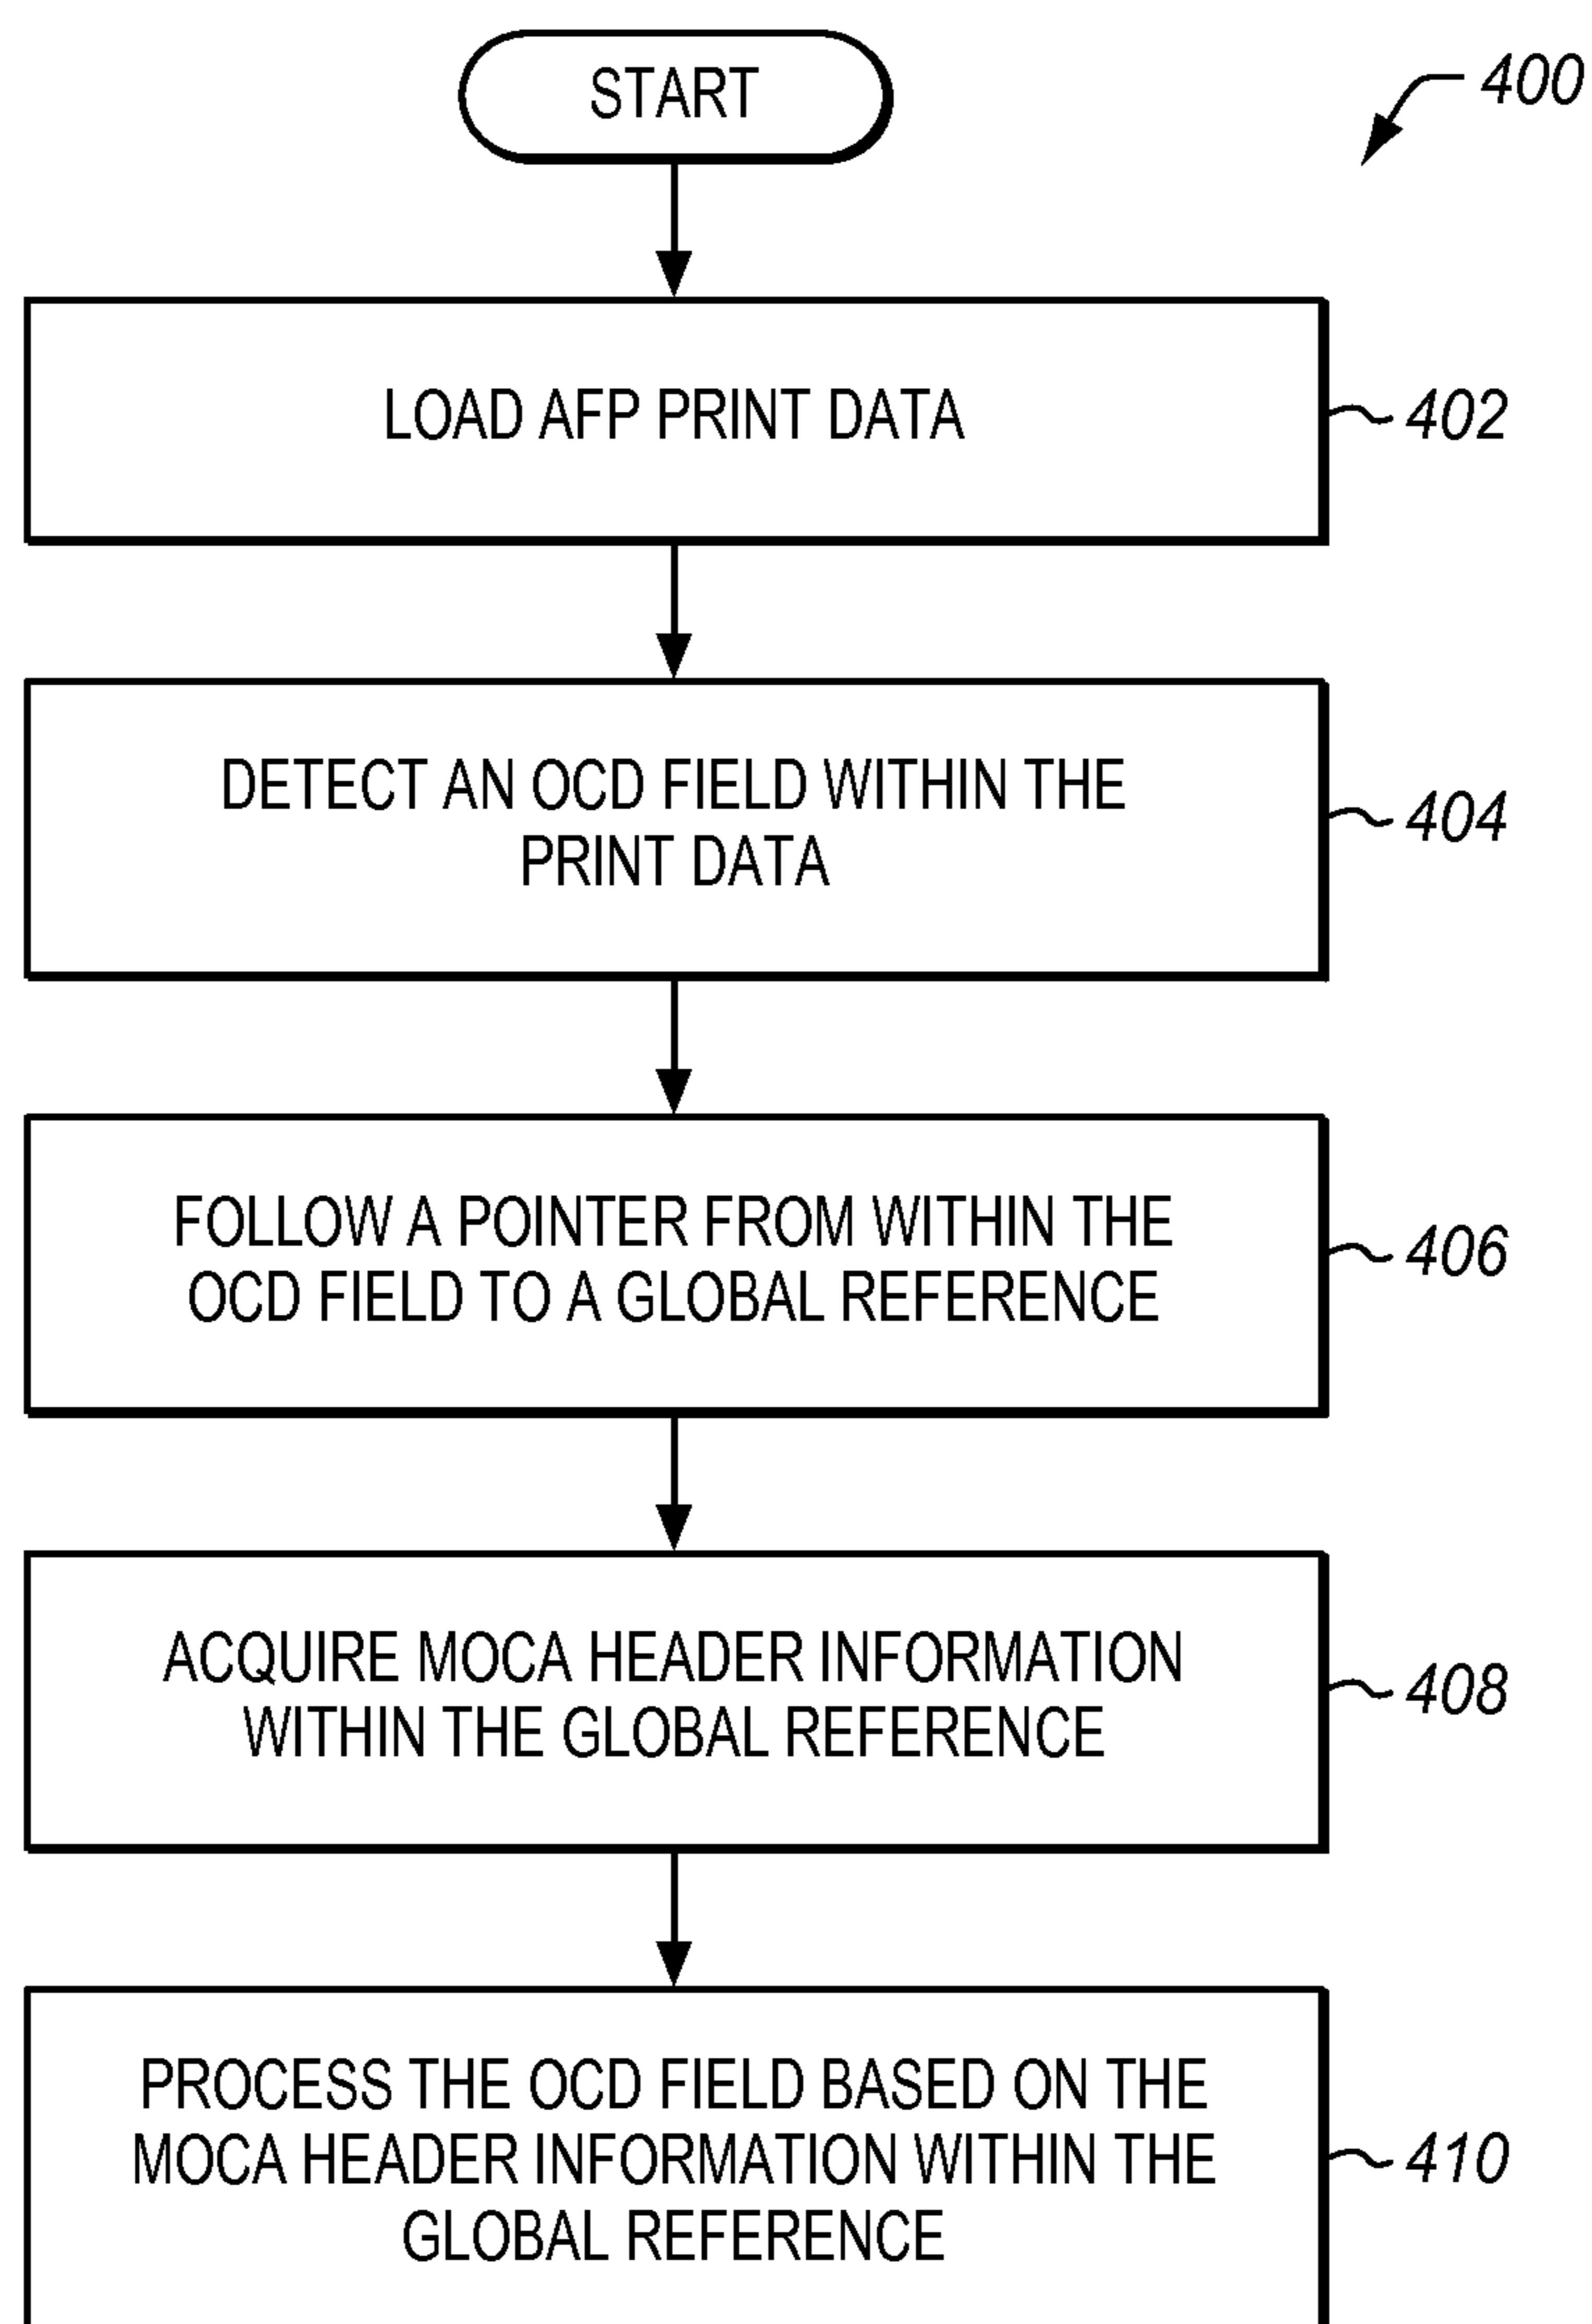 START
400
LOAD AFP PRINT DATA
402
DETECT AN OCD FIELD WITHIN THE
PRINT DATA
404
FOLLOW A POINTER FROM WITHIN THE
OCD FIELD TO A GLOBAL REFERENCE
406
ACQUIRE MOCA HEADER INFORMATION
WITHIN THE GLOBAL REFERENCE
408
PROCESS THE OCD FIELD BASED ON THE
MOCA HEADER INFORMATION WITHIN THE
GLOBAL REFERENCE
410